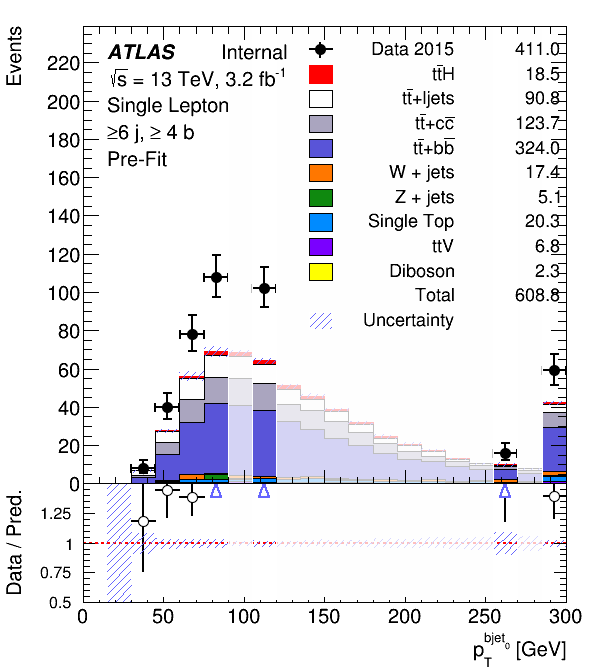 Events
220
200
180
160
140
120
100
80
60
40
20
0
ATLAS Internal
√s = 13 TeV, 3.2 fb⁻¹
Single Lepton
≥6 j, ≥ 4 b
Pre-Fit
Data 2015 411.0
tt̄H 18.5
tt̄+ljets 90.8
tt̄+cc̄ 123.7
tt̄+bb̄ 324.0
W + jets 17.4
Z + jets 5.1
Single Top 20.3
ttV 6.8
Diboson 2.3
Total 608.8
Uncertainty
Data / Pred.
1.25
1
0.75
0.5
0 50 100 150 200 250 300
p_T^{bjet_0} [GeV]